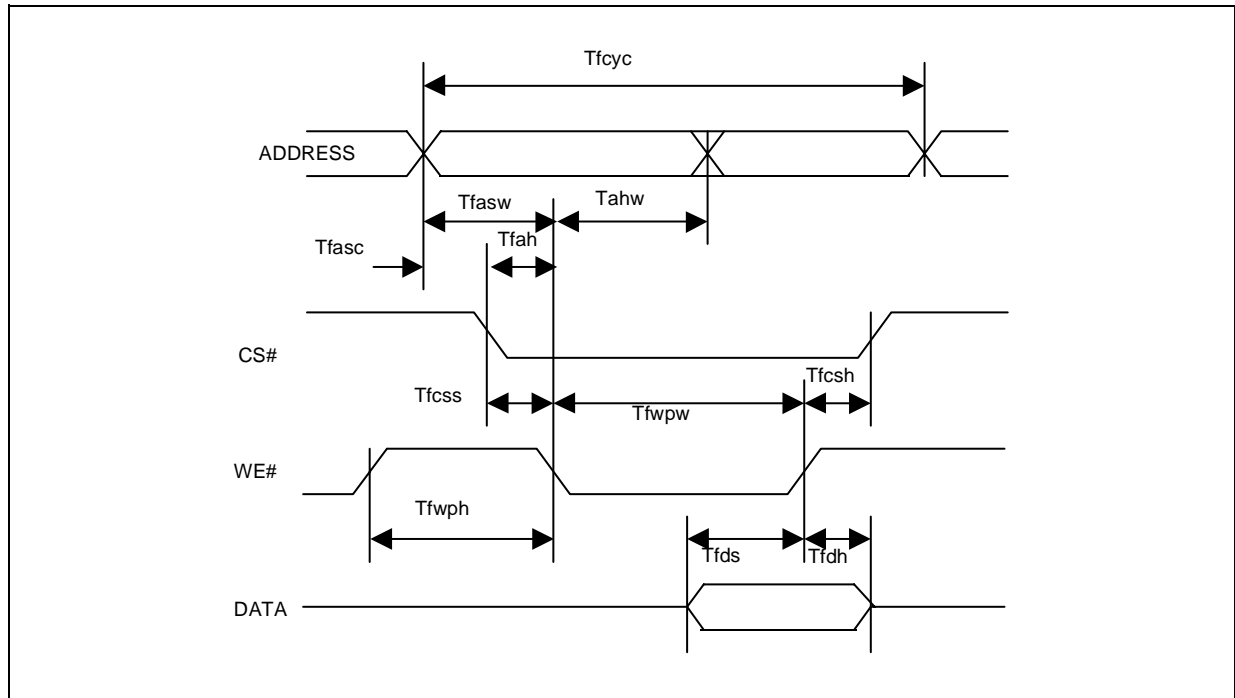 Tfcyc
ADDRESS
Tfasw
Tahw
Tfah
Tfasc
CS#
Tfcss
Tfwpw
Tfcsh
WE#
Tfwph
Tfds
Tfdh
DATA